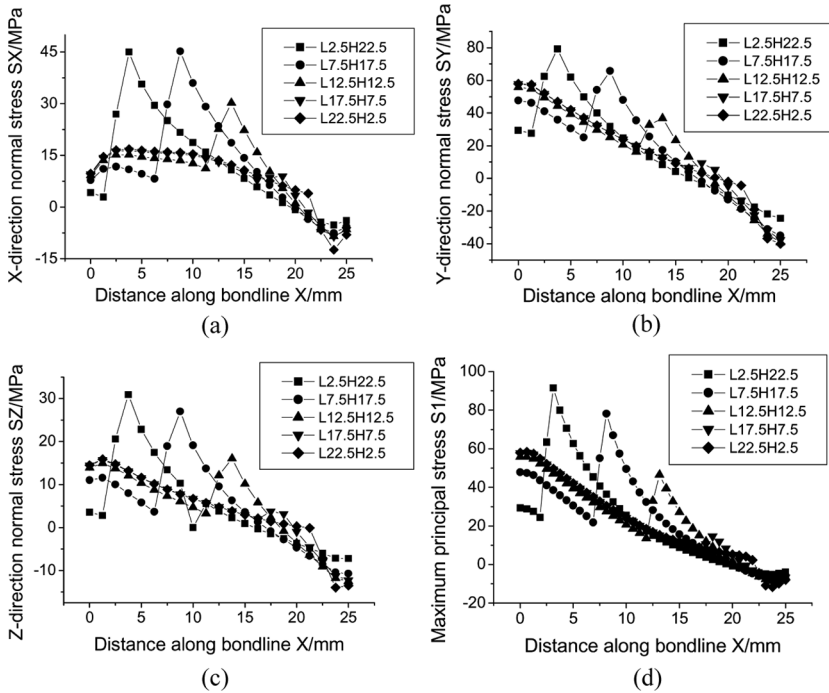 X-direction normal stress SX/MPa
45
30
15
0
-15
0 5 10 15 20 25
Distance along bondline X/mm
L2.5H22.5
L7.5H17.5
L12.5H12.5
L17.5H7.5
L22.5H2.5
(a)
Y-direction normal stress SY/MPa
80
60
40
20
0
-20
-40
0 5 10 15 20 25
Distance along bondline X/mm
L2.5H22.5
L7.5H17.5
L12.5H12.5
L17.5H7.5
L22.5H2.5
(b)
Z-direction normal stress SZ/MPa
30
20
10
0
-10
0 5 10 15 20 25
Distance along bondline X/mm
L2.5H22.5
L7.5H17.5
L12.5H12.5
L17.5H7.5
L22.5H2.5
(c)
Maximum principal stress S1/MPa
100
80
60
40
20
0
-20
0 5 10 15 20 25
Distance along bondline X/mm
L2.5H22.5
L7.5H17.5
L12.5H12.5
L17.5H7.5
L22.5H2.5
(d)